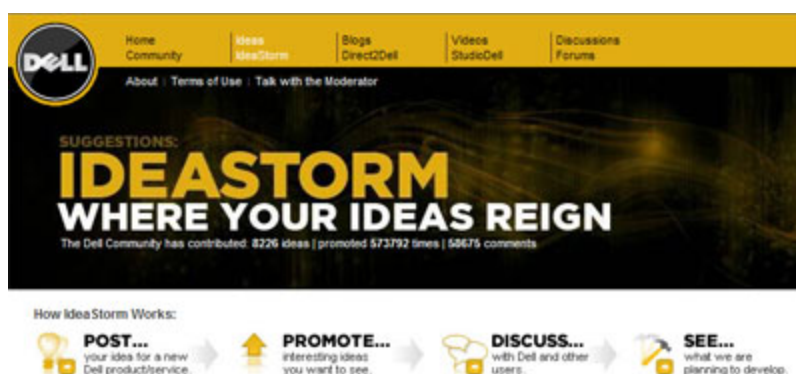 DELL
Home Ideas Blogs Videos Discussions
Community IdeaStorm Direct2Dell StudioDell Forums
About | Terms of Use | Talk with the Moderator
SUGGESTIONS:
IDEASTORM
WHERE YOUR IDEAS REIGN
The Dell Community has contributed: 8226 ideas | promoted 573792 times | 58675 comments
How IdeaStorm Works:
POST... PROMOTE... DISCUSS... SEE...
your idea for a new interesting ideas with Dell and other what we are
Dell product/service. you want to see. users. planning to develop.